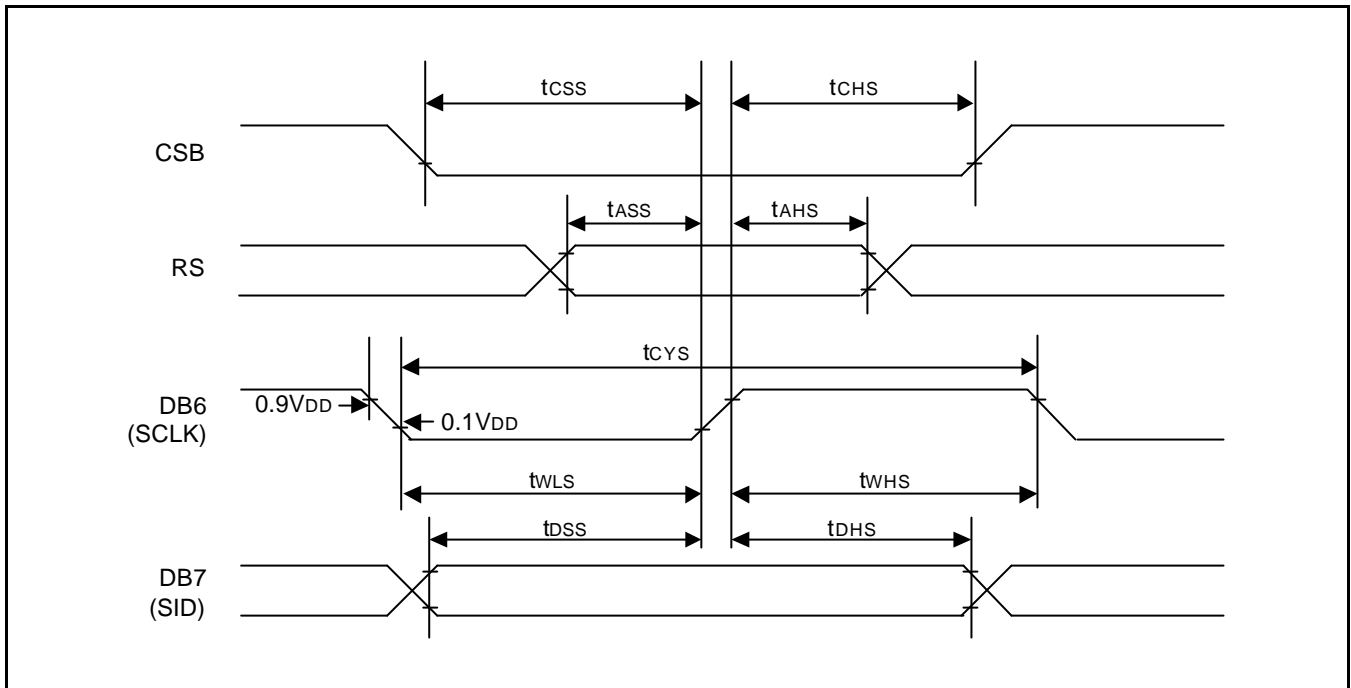 tCSS
tCHS
CSB
tASS
tAHS
RS
tCYS
DB6
(SCLK)
0.9VDD
0.1VDD
tWLS
tWHS
tDSS
tDHS
DB7
(SID)